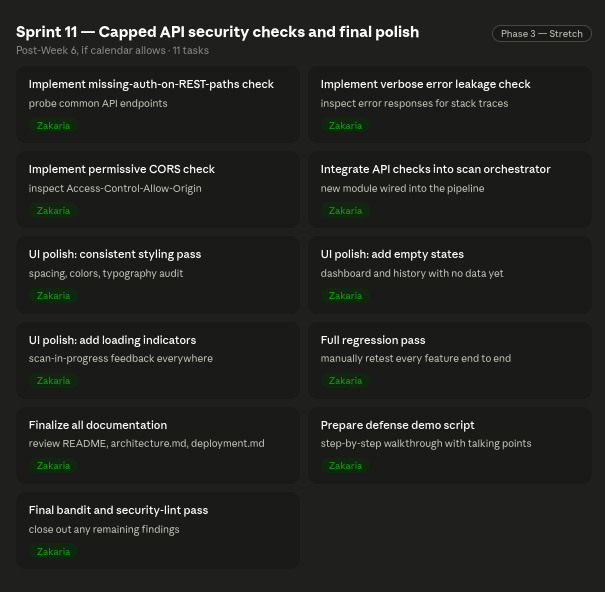 Sprint 11 — Capped API security checks and final polish
Phase 3 — Stretch
Post-Week 6, if calendar allows · 11 tasks
Implement missing-auth-on-REST-paths check
probe common API endpoints
Zakaria
Implement verbose error leakage check
inspect error responses for stack traces
Zakaria
Implement permissive CORS check
inspect Access-Control-Allow-Origin
Zakaria
Integrate API checks into scan orchestrator
new module wired into the pipeline
Zakaria
UI polish: consistent styling pass
spacing, colors, typography audit
Zakaria
UI polish: add empty states
dashboard and history with no data yet
Zakaria
UI polish: add loading indicators
scan-in-progress feedback everywhere
Zakaria
Full regression pass
manually retest every feature end to end
Zakaria
Finalize all documentation
review README, architecture.md, deployment.md
Zakaria
Prepare defense demo script
step-by-step walkthrough with talking points
Zakaria
Final bandit and security-lint pass
close out any remaining findings
Zakaria